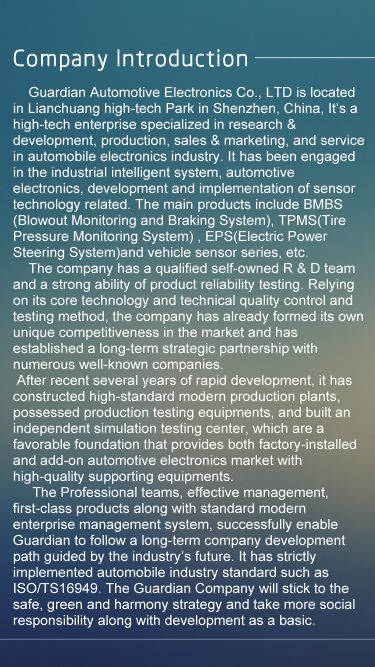 Company Introduction
Guardian Automotive Electronics Co., LTD is located
in Lianchuang high-tech Park in Shenzhen, China, It's a
high-tech enterprise specialized in research &
development, production, sales & marketing, and service
in automobile electronics industry. It has been engaged
in the industrial intelligent system, automotive
electronics, development and implementation of sensor
technology related. The main products include BMBS
(Blowout Monitoring and Braking System), TPMS(Tire
Pressure Monitoring System) , EPS(Electric Power
Steering System)and vehicle sensor series, etc.
The company has a qualified self-owned R & D team
and a strong ability of product reliability testing. Relying
on its core technology and technical quality control and
testing method, the company has already formed its own
unique competitiveness in the market and has
established a long-term strategic partnership with
numerous well-known companies.
After recent several years of rapid development, it has
constructed high-standard modern production plants,
possessed production testing equipments, and built an
independent simulation testing center, which are a
favorable foundation that provides both factory-installed
and add-on automotive electronics market with
high-quality supporting equipments.
The Professional teams, effective management,
first-class products along with standard modern
enterprise management system, successfully enable
Guardian to follow a long-term company development
path guided by the industry's future. It has strictly
implemented automobile industry standard such as
ISO/TS16949. The Guardian Company will stick to the
safe, green and harmony strategy and take more social
responsibility along with development as a basic.